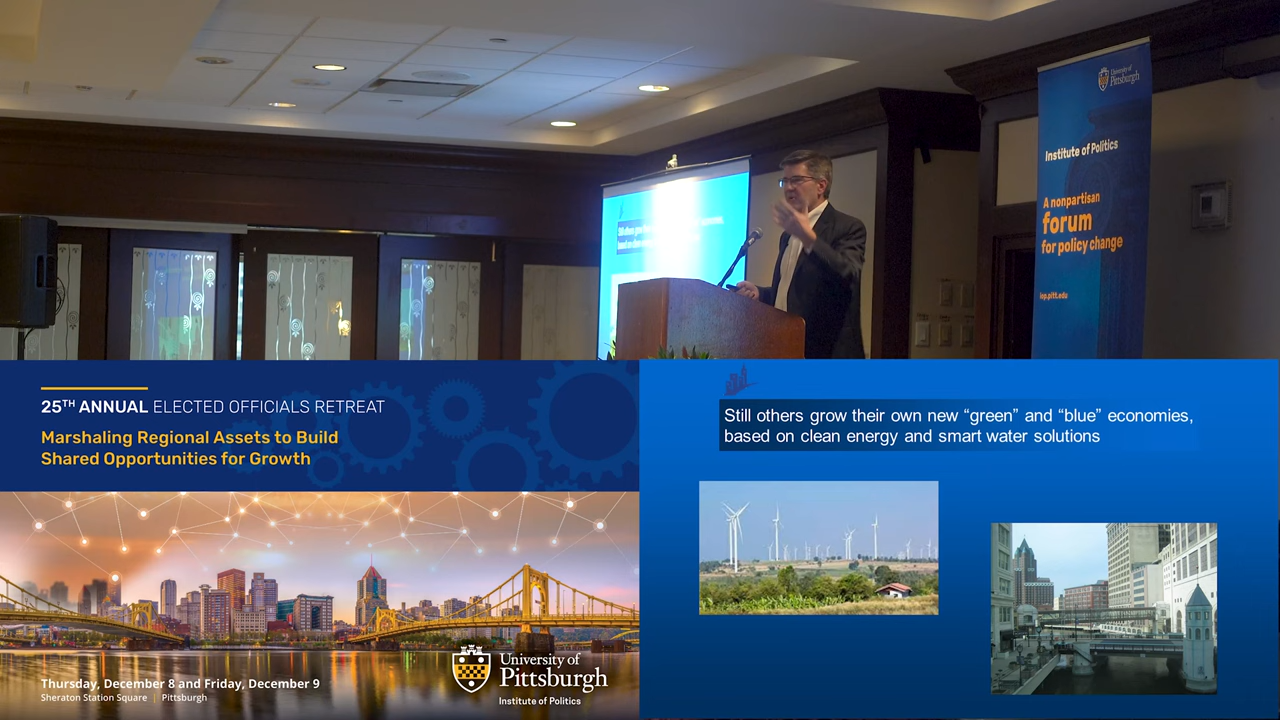 University of
Pittsburgh
Institute of Politics
A nonpartisan
forum
for policy change
iop.pitt.edu
25TH ANNUAL ELECTED OFFICIALS RETREAT
Marshaling Regional Assets to Build
Shared Opportunities for Growth
Thursday, December 8 and Friday, December 9
Sheraton Station Square | Pittsburgh
University of
Pittsburgh
Institute of Politics
Still others grow their own new “green” and “blue” economies,
based on clean energy and smart water solutions